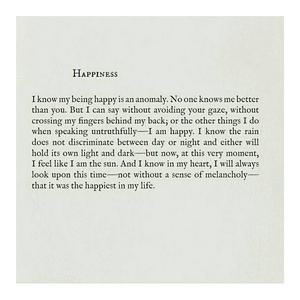 Happiness
I know my being happy is an anomaly. No one knows me better
than you. But I can say without avoiding your gaze, without
crossing my fingers behind my back; or the other things I do
when speaking untruthfully—I am happy. I know the rain
does not discriminate between day or night and either will
hold its own light and dark—but now, at this very moment,
I feel like I am the sun. And I know in my heart, I will always
look upon this time—not without a sense of melancholy—
that it was the happiest in my life.